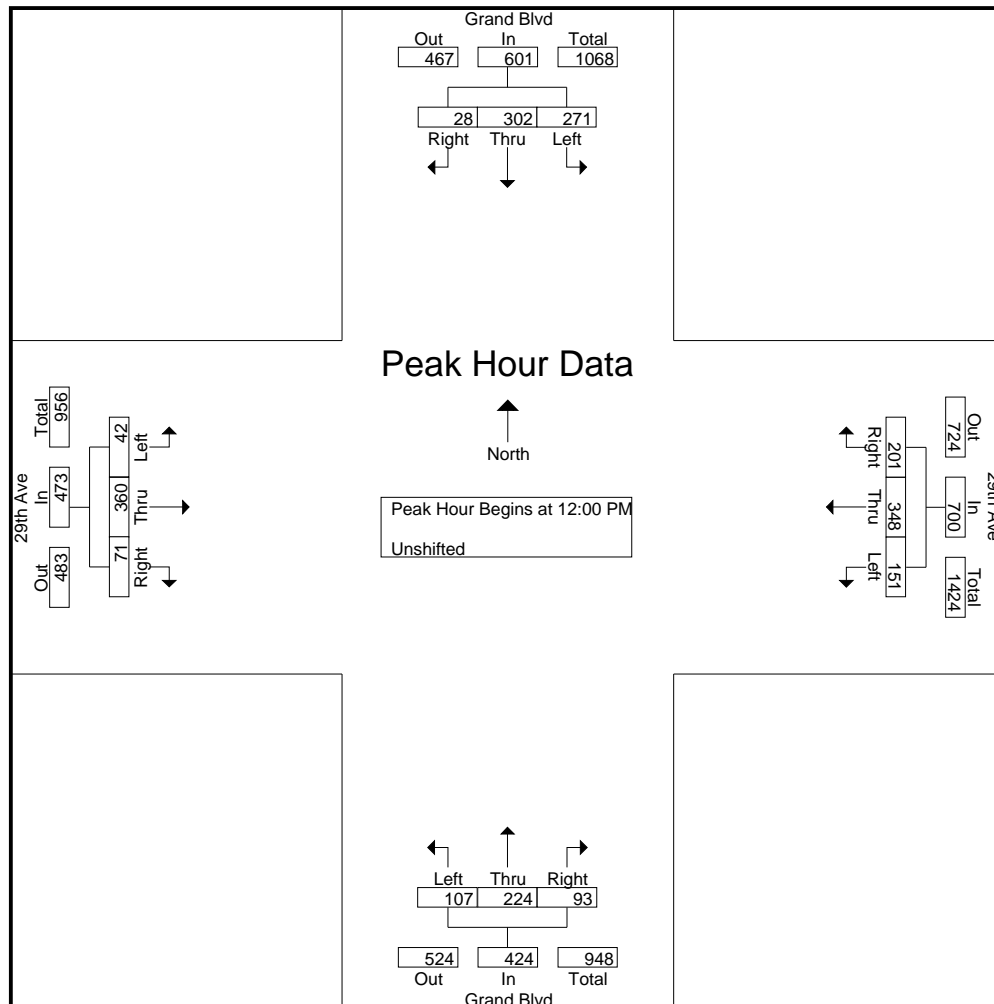 Grand Blvd
Out In Total
467 601 1068
28 302 271
Right Thru Left
Peak Hour Data
North
Peak Hour Begins at 12:00 PM
Unshifted
29th Ave
Total In Out
956 473 483
42 360 71
Left Thru Right
Right Thru Left
201 348 151
Out In Total
724 700 1424
29th Ave
Left Thru Right
107 224 93
524 424 948
Out In Total
Grand Blvd